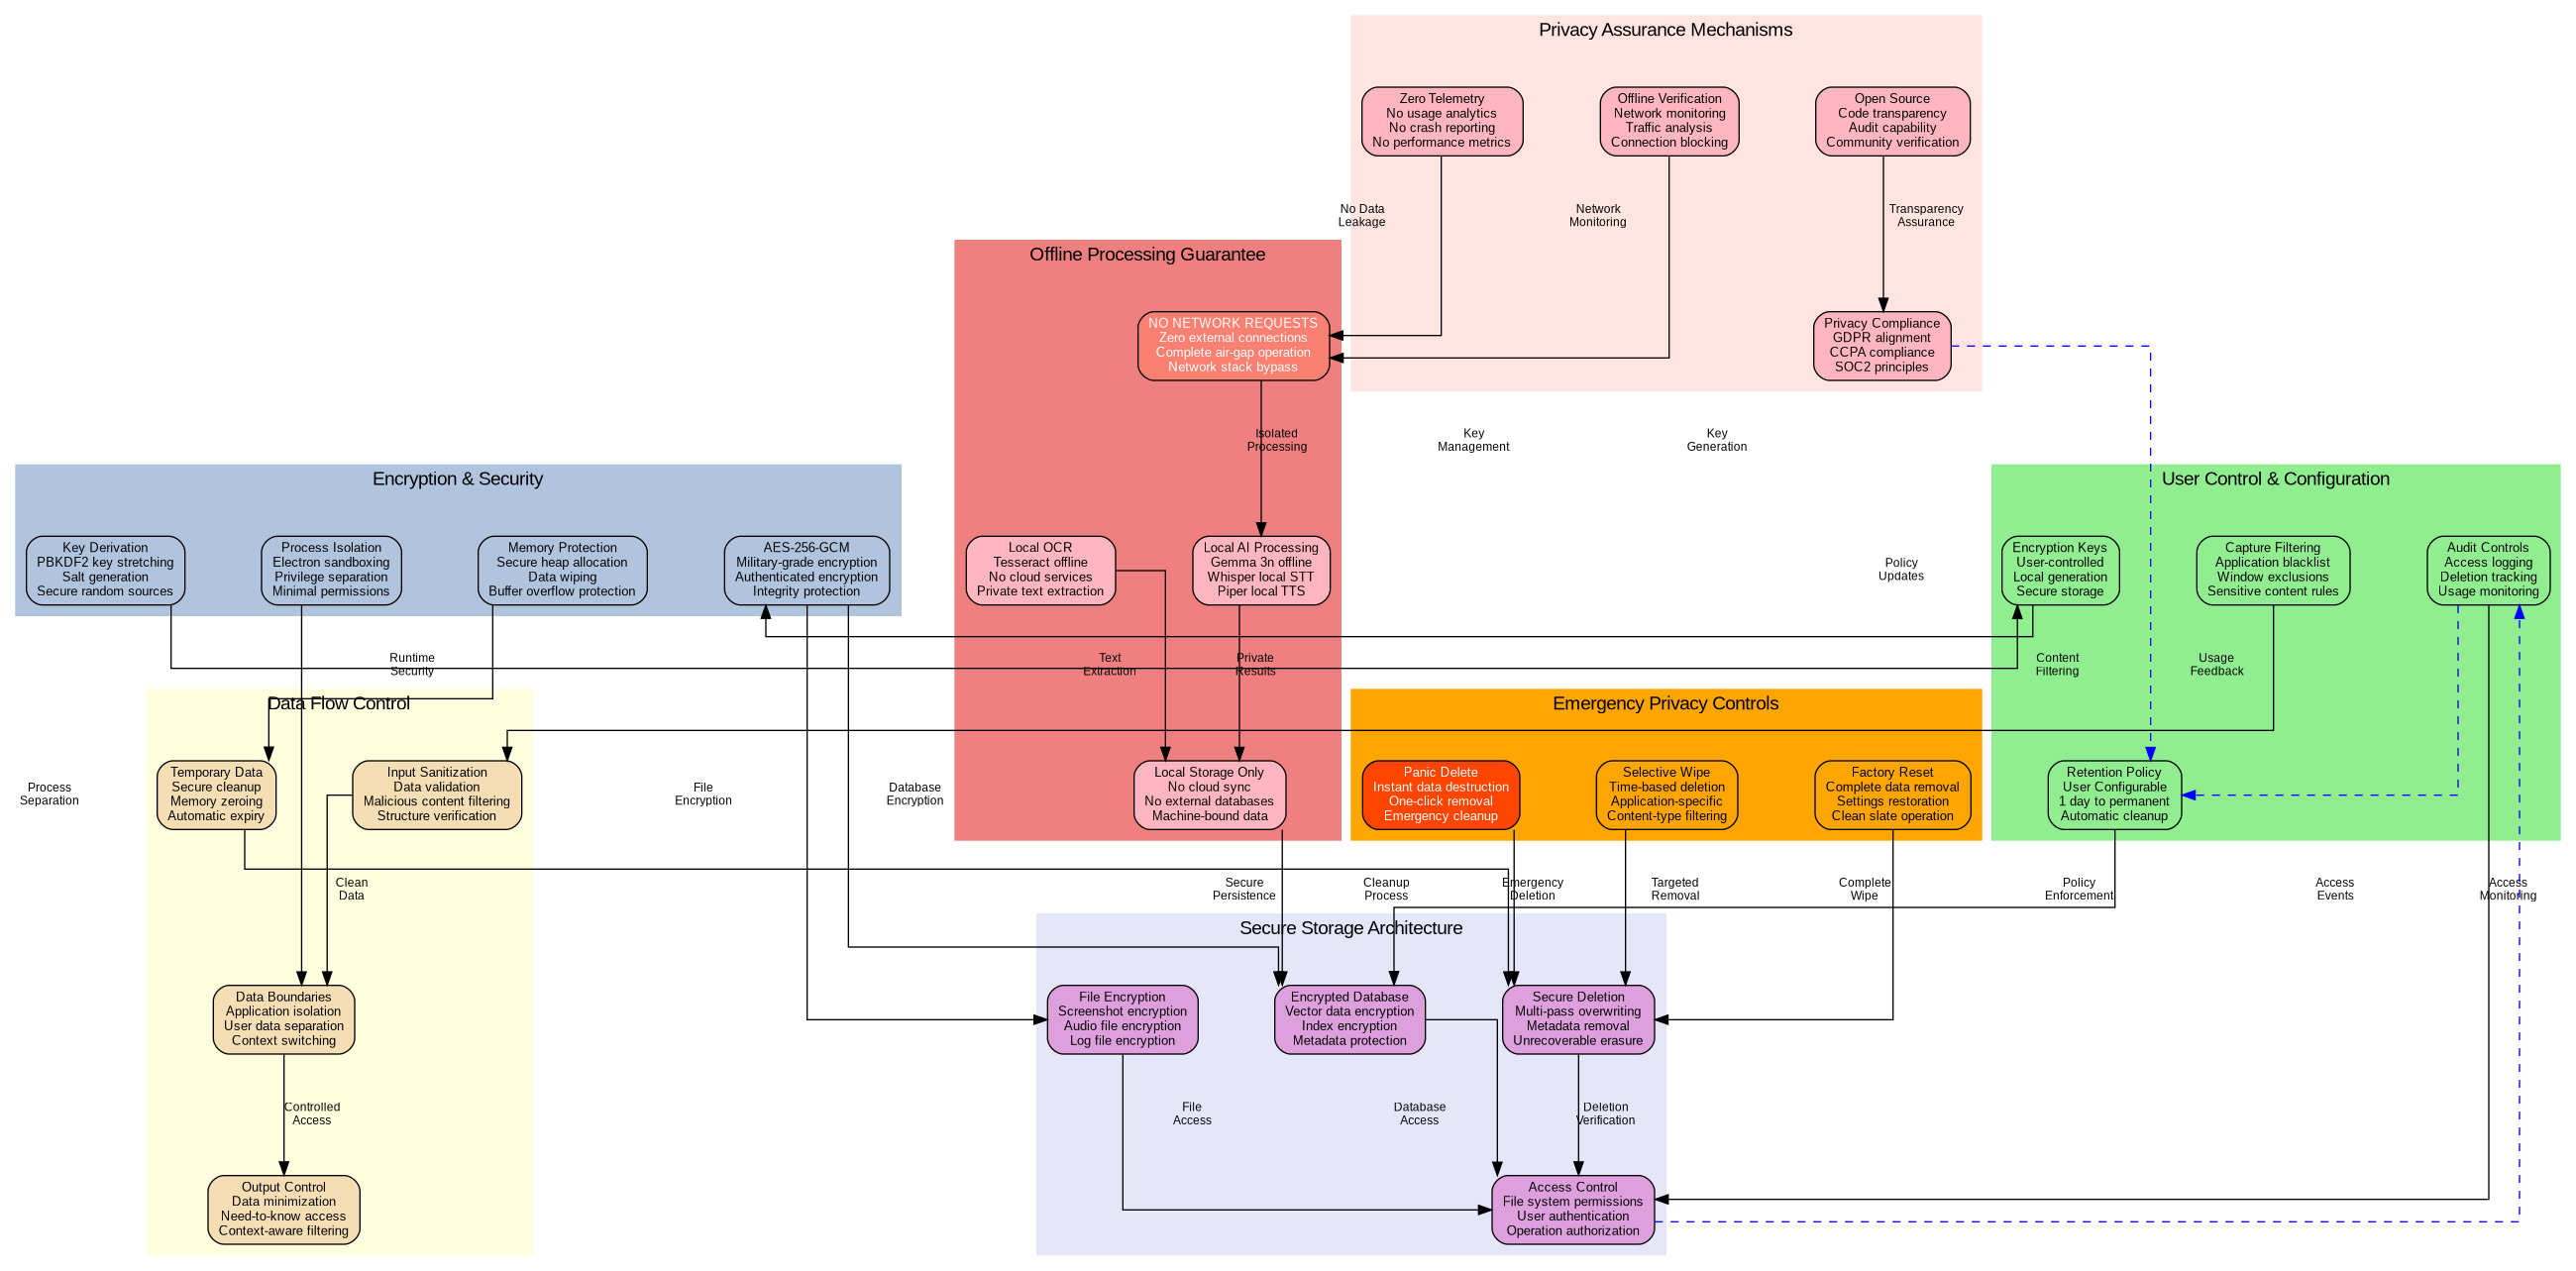 Privacy Assurance Mechanisms
Zero Telemetry
No usage analytics
No crash reporting
No performance metrics
Offline Verification
Network monitoring
Traffic analysis
Connection blocking
Open Source
Code transparency
Audit capability
Community verification
No Data
Leakage
Network
Monitoring
Transparency
Assurance
Privacy Compliance
GDPR alignment
CCPA compliance
SOC2 principles
Offline Processing Guarantee
NO NETWORK REQUESTS
Zero external connections
Complete air-gap operation
Network stack bypass
Isolated
Processing
Key
Management
Key
Generation
Local OCR
Tesseract offline
No cloud services
Private text extraction
Local AI Processing
Gemma 3n offline
Whisper local STT
Piper local TTS
Text
Extraction
Private
Results
Local Storage Only
No cloud sync
No external databases
Machine-bound data
Encryption & Security
Key Derivation
PBKDF2 key stretching
Salt generation
Secure random sources
Process Isolation
Electron sandboxing
Privilege separation
Minimal permissions
Memory Protection
Secure heap allocation
Data wiping
Buffer overflow protection
AES-256-GCM
Military-grade encryption
Authenticated encryption
Integrity protection
Runtime
Security
Policy
Updates
User Control & Configuration
Encryption Keys
User-controlled
Local generation
Secure storage
Capture Filtering
Application blacklist
Window exclusions
Sensitive content rules
Audit Controls
Access logging
Deletion tracking
Usage monitoring
Content
Filtering
Usage
Feedback
Retention Policy
User Configurable
1 day to permanent
Automatic cleanup
Data Flow Control
Process
Separation
Temporary Data
Secure cleanup
Memory zeroing
Automatic expiry
Input Sanitization
Data validation
Malicious content filtering
Structure verification
File
Encryption
Database
Encryption
Clean
Data
Data Boundaries
Application isolation
User data separation
Context switching
Controlled
Access
Output Control
Data minimization
Need-to-know access
Context-aware filtering
Emergency Privacy Controls
Panic Delete
Instant data destruction
One-click removal
Emergency cleanup
Selective Wipe
Time-based deletion
Application-specific
Content-type filtering
Factory Reset
Complete data removal
Settings restoration
Clean slate operation
Secure
Persistence
Cleanup
Process
Emergency
Deletion
Targeted
Removal
Complete
Wipe
Policy
Enforcement
Access
Events
Access
Monitoring
Secure Storage Architecture
File Encryption
Screenshot encryption
Audio file encryption
Log file encryption
Encrypted Database
Vector data encryption
Index encryption
Metadata protection
Secure Deletion
Multi-pass overwriting
Metadata removal
Unrecoverable erasure
File
Access
Database
Access
Deletion
Verification
Access Control
File system permissions
User authentication
Operation authorization